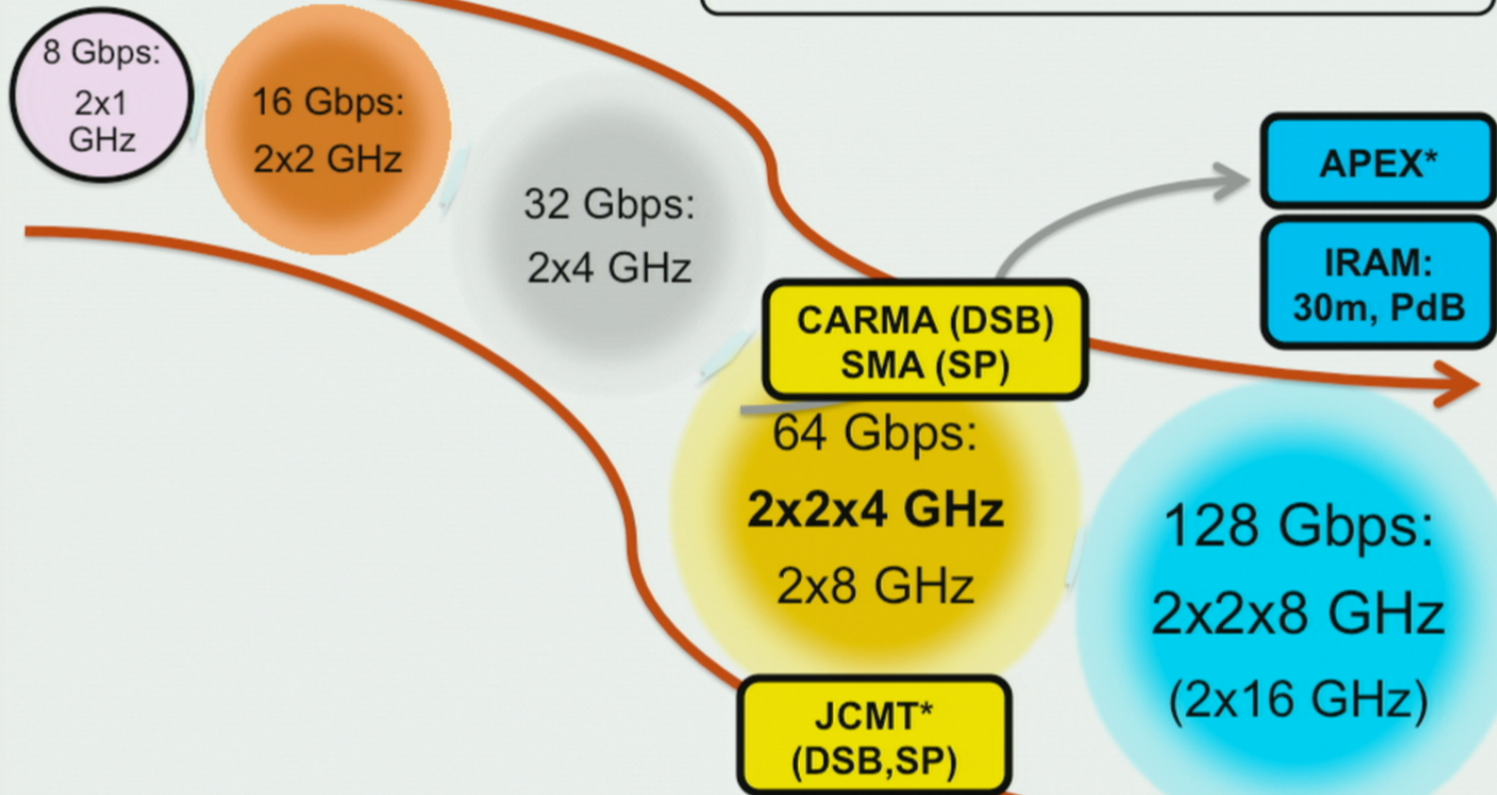 8 Gbps:
2x1
GHz
16 Gbps:
2x2 GHz
32 Gbps:
2x4 GHz
APEX*
IRAM:
30m, PdB
CARMA (DSB)
SMA (SP)
64 Gbps:
2x2x4 GHz
2x8 GHz
128 Gbps:
2x2x8 GHz
(2x16 GHz)
JCMT*
(DSB,SP)